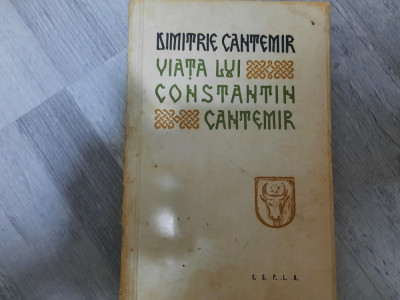 DIMITRIE CANTEMIR
VIAȚA LUI
CONSTANTIN
CANTEMIR
E. S. P. L. A.